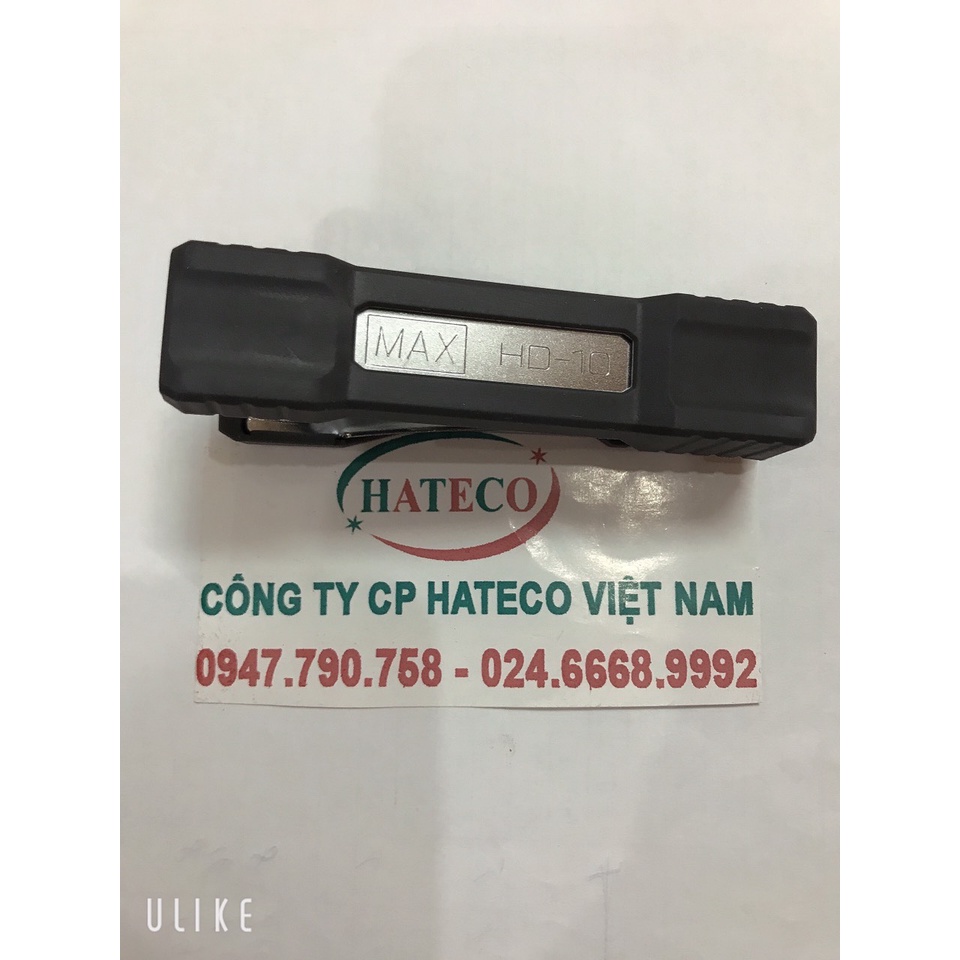 MAX HD-10
HATECO
CÔNG TY CP HATECO VIỆT NAM
0947.790.758 - 024.6668.9992
ULIKE